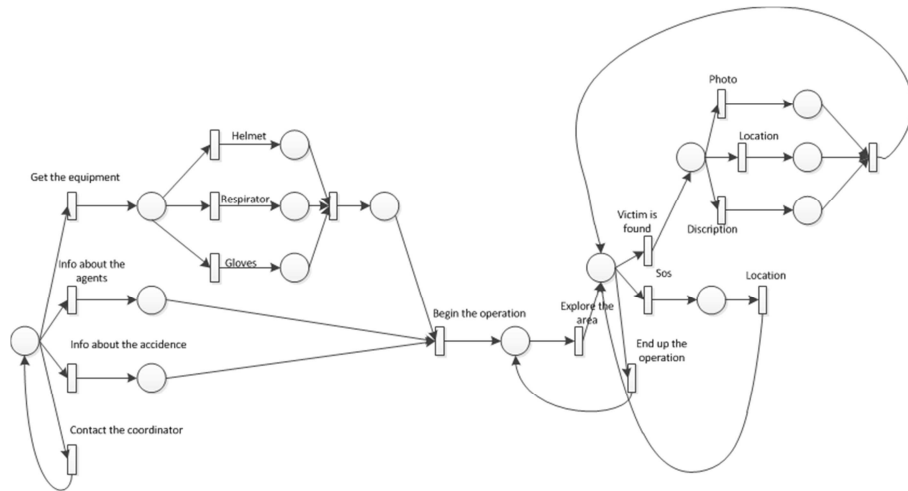 Photo
Helmet
Location
Get the equipment
Respirator
Victim is
found
Discription
Info about the
agents
Gloves
Sos
Location
Begin the operation
Explore the
area
Info about the accidence
End up the
operation
Contact the coordinator